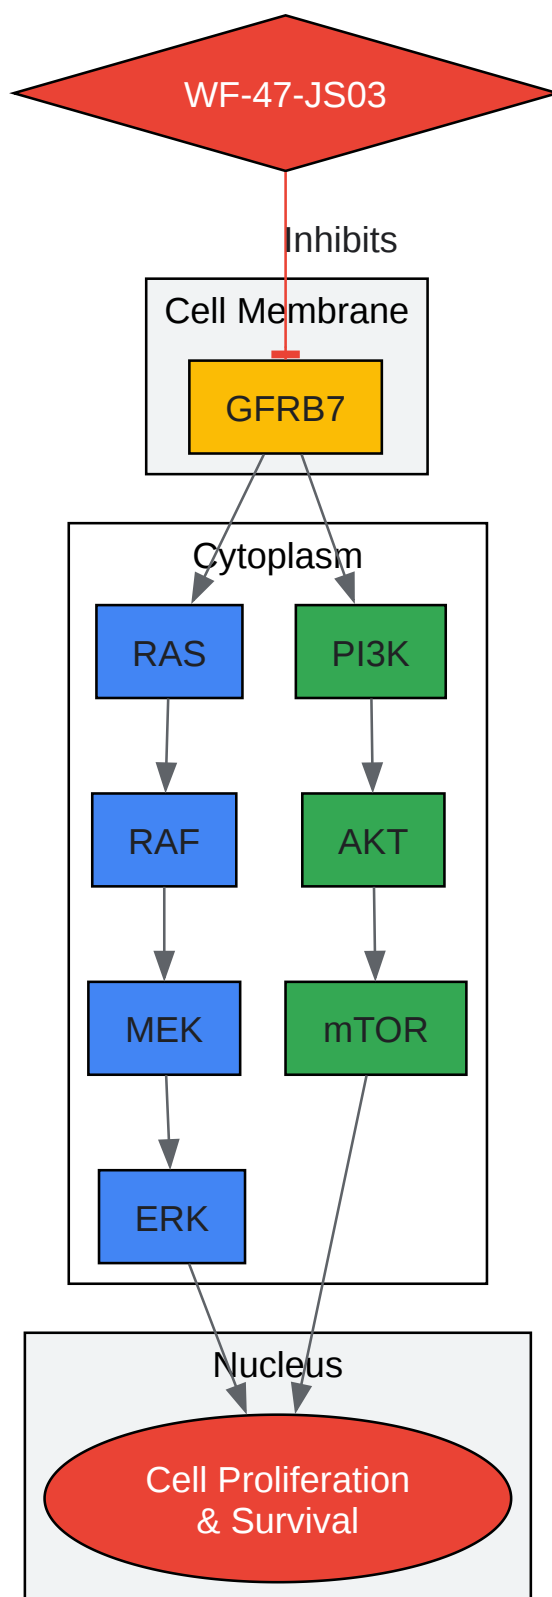 WF-47-JS03
Inhibits
Cell Membrane
GFRB7
Cytoplasm
RAS
PI3K
RAF
AKT
MEK
mTOR
ERK
Nucleus
Cell Proliferation
& Survival